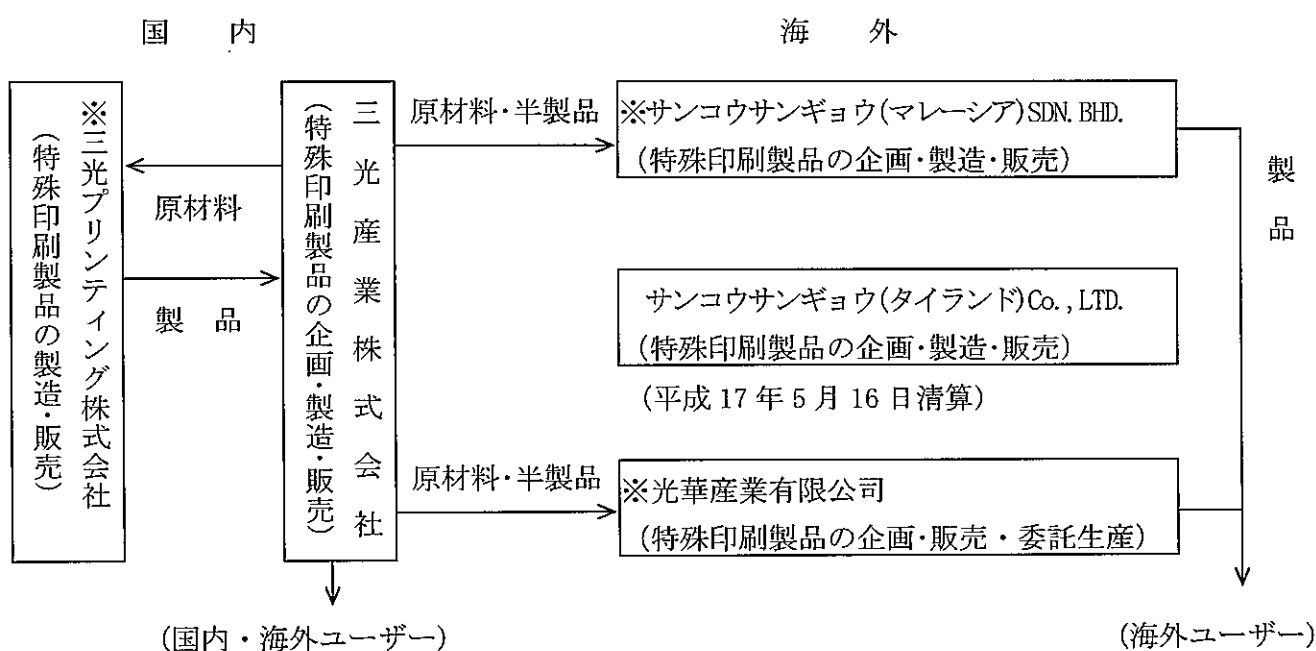 国　内
海　外
※三光プリンティング株式会社
(特殊印刷製品の製造・販売)
原材料
製　品
三光産業株式会社
(特殊印刷製品の企画・製造・販売)
原材料・半製品
※サンコウサンギョウ(マレーシア)SDN. BHD.
(特殊印刷製品の企画・製造・販売)
製品
サンコウサンギョウ(タイランド)Co., LTD.
(特殊印刷製品の企画・製造・販売)
(平成 17 年 5 月 16 日清算)
原材料・半製品
※光華産業有限公司
(特殊印刷製品の企画・販売・委託生産)
(国内・海外ユーザー)
(海外ユーザー)